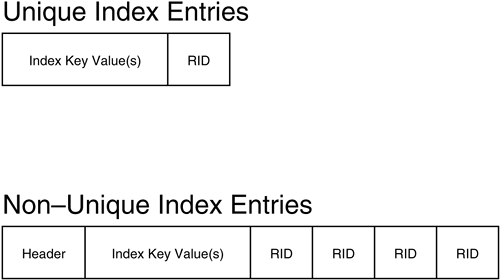 Unique Index Entries
Index Key Value(s) RID
Non–Unique Index Entries
Header Index Key Value(s) RID RID RID RID